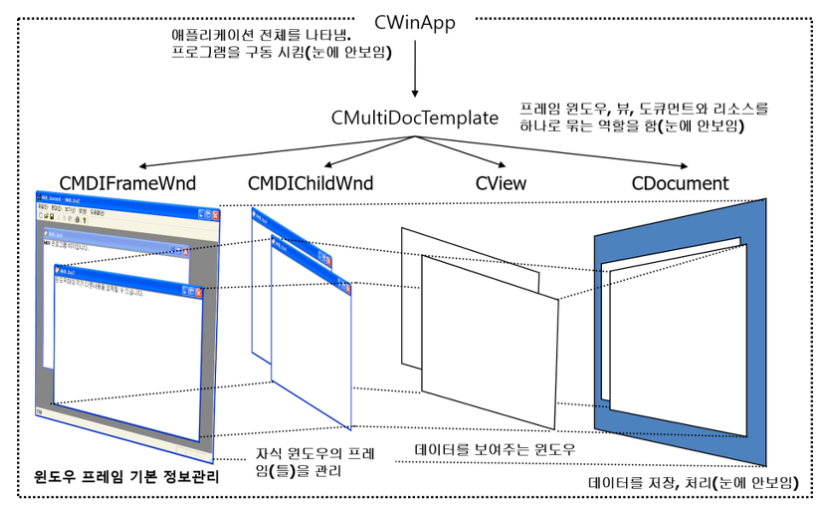 CWinApp
애플리케이션 전체를 나타냄.
프로그램을 구동 시킴(눈에 안보임)
CMultiDocTemplate
프레임 윈도우, 뷰, 도큐먼트와 리소스를
하나로 묶는 역할을 함(눈에 안보임)
CMDIFrameWnd
CMDIChildWnd
CView
CDocument
자식 윈도우의 프레
임(들)을 관리
데이터를 보여주는 윈도우
윈도우 프레임 기본 정보관리
데이터를 저장, 처리(눈에 안보임)